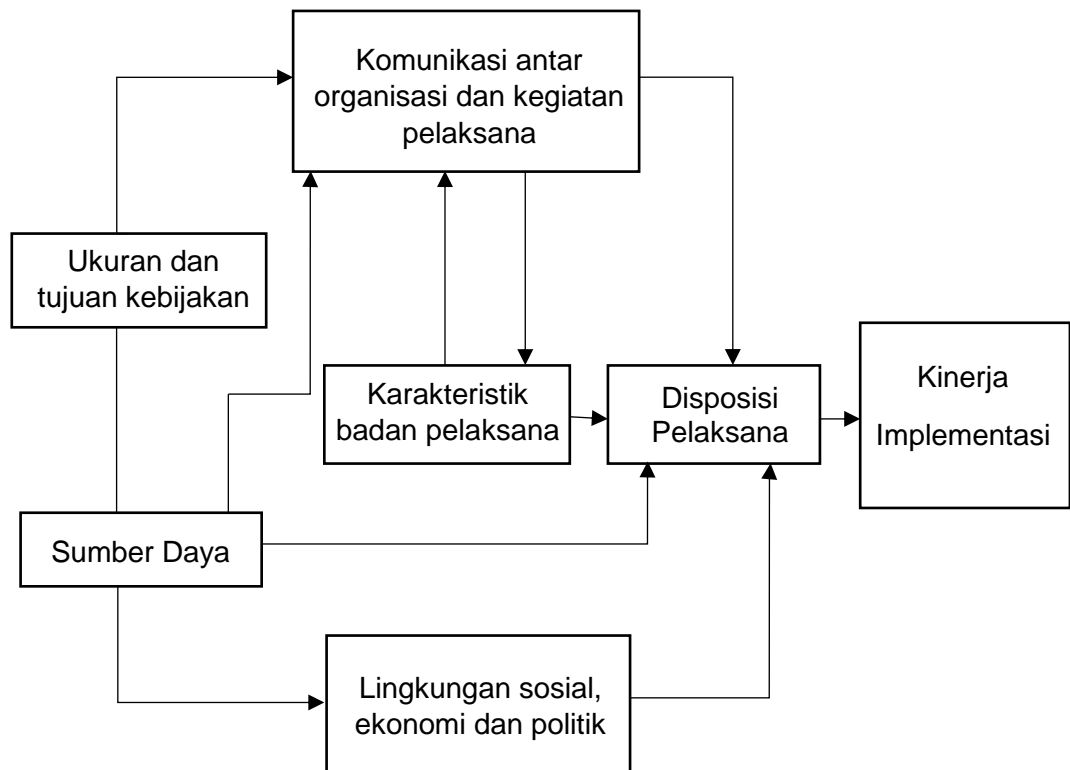 Komunikasi antar
organisasi dan kegiatan
pelaksana
Ukuran dan
tujuan kebijakan
Karakteristik
badan pelaksana
Disposisi
Pelaksana
Kinerja
Implementasi
Sumber Daya
Lingkungan sosial,
ekonomi dan politik